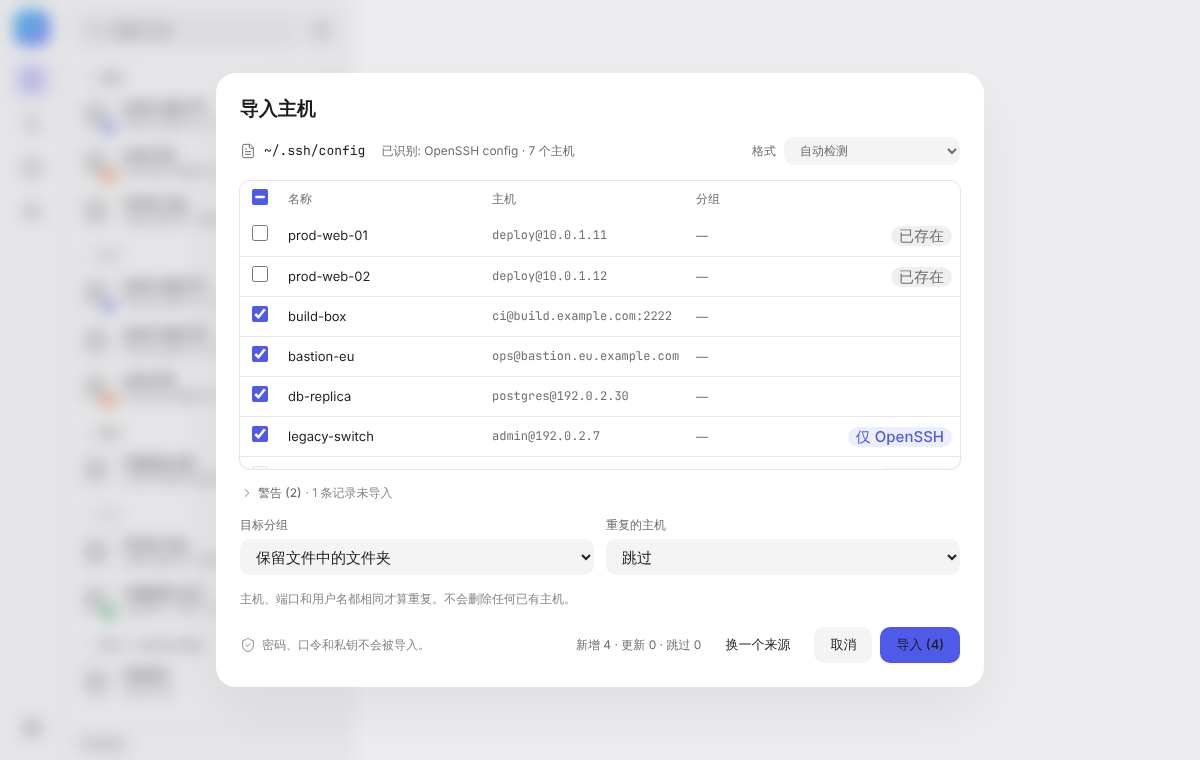 导入主机
~/.ssh/config 已识别: OpenSSH config · 7 个主机 格式 自动检测
名称 主机 分组
prod-web-01 deploy@10.0.1.11 — 已存在
prod-web-02 deploy@10.0.1.12 — 已存在
build-box ci@build.example.com:2222 —
bastion-eu ops@bastion.eu.example.com —
db-replica postgres@192.0.2.30 —
legacy-switch admin@192.0.2.7 — 仅 OpenSSH
警告 (2) · 1 条记录未导入
目标分组 重复的主机
保留文件中的文件夹 跳过
主机、端口和用户名都相同才算重复。不会删除任何已有主机。
密码、口令和私钥不会被导入。 新增 4 · 更新 0 · 跳过 0 换一个来源 取消 导入 (4)